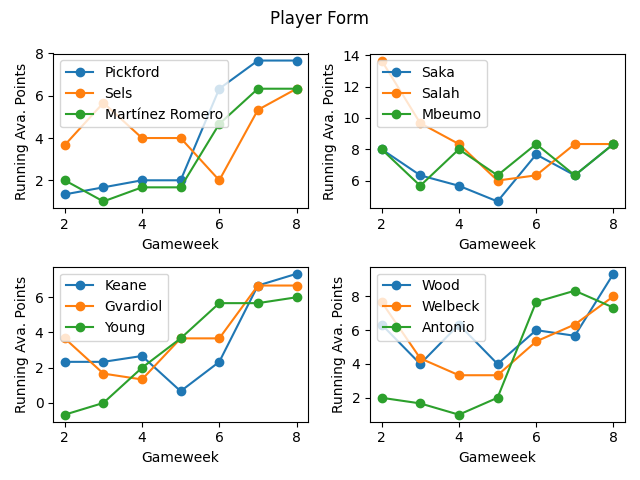 Player Form
8
6
4
2
Running Ava. Points
Pickford
Sels
Martínez Romero
2
4
6
8
Gameweek
14
12
10
8
6
Running Ava. Points
Saka
Salah
Mbeumo
2
4
6
8
Gameweek
6
4
2
0
Running Ava. Points
Keane
Gvardiol
Young
2
4
6
8
Gameweek
8
6
4
2
Running Ava. Points
Wood
Welbeck
Antonio
2
4
6
8
Gameweek